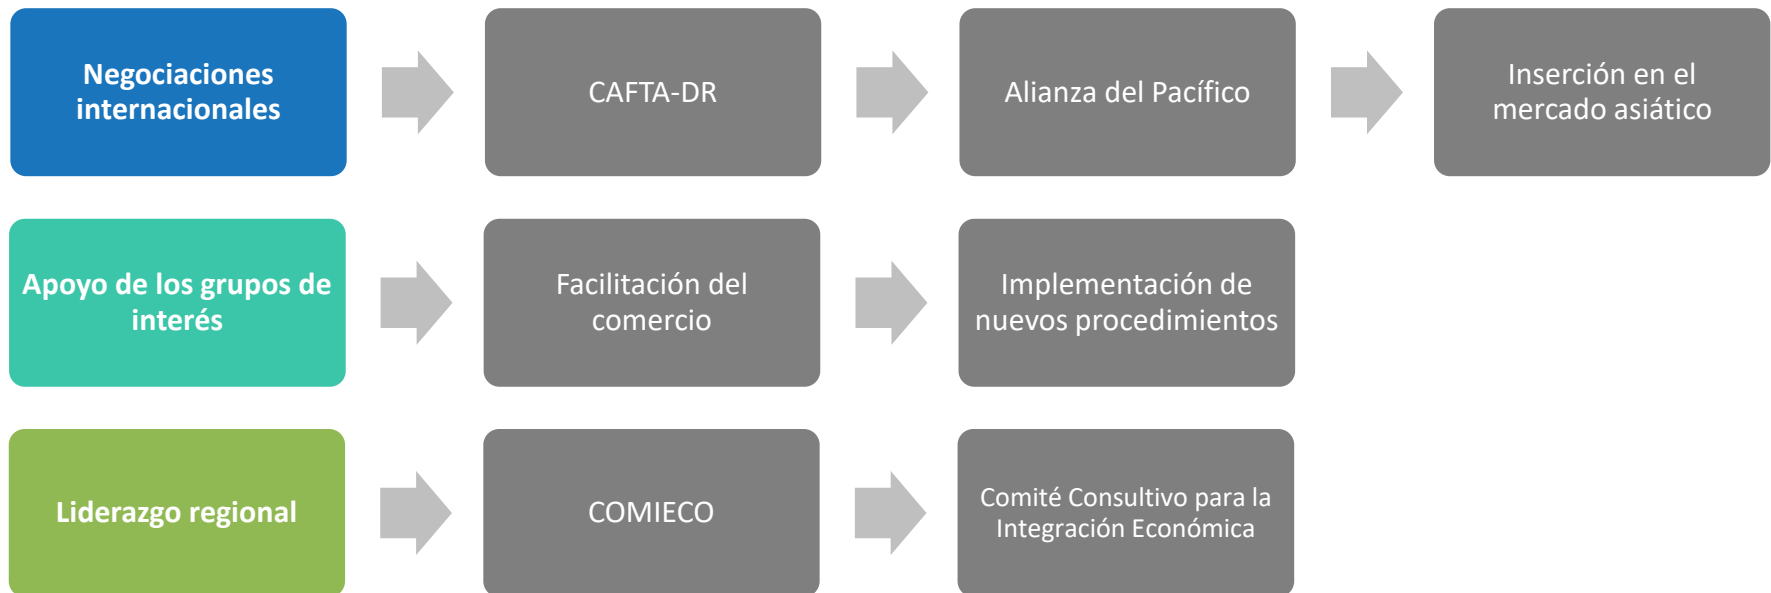 Negociaciones
internacionales
CAFTA-DR
Alianza del Pacífico
Inserción en el
mercado asiático
Apoyo de los grupos de
interés
Facilitación del
comercio
Implementación de
nuevos procedimientos
Liderazgo regional
COMIECO
Comité Consultivo para la
Integración Económica